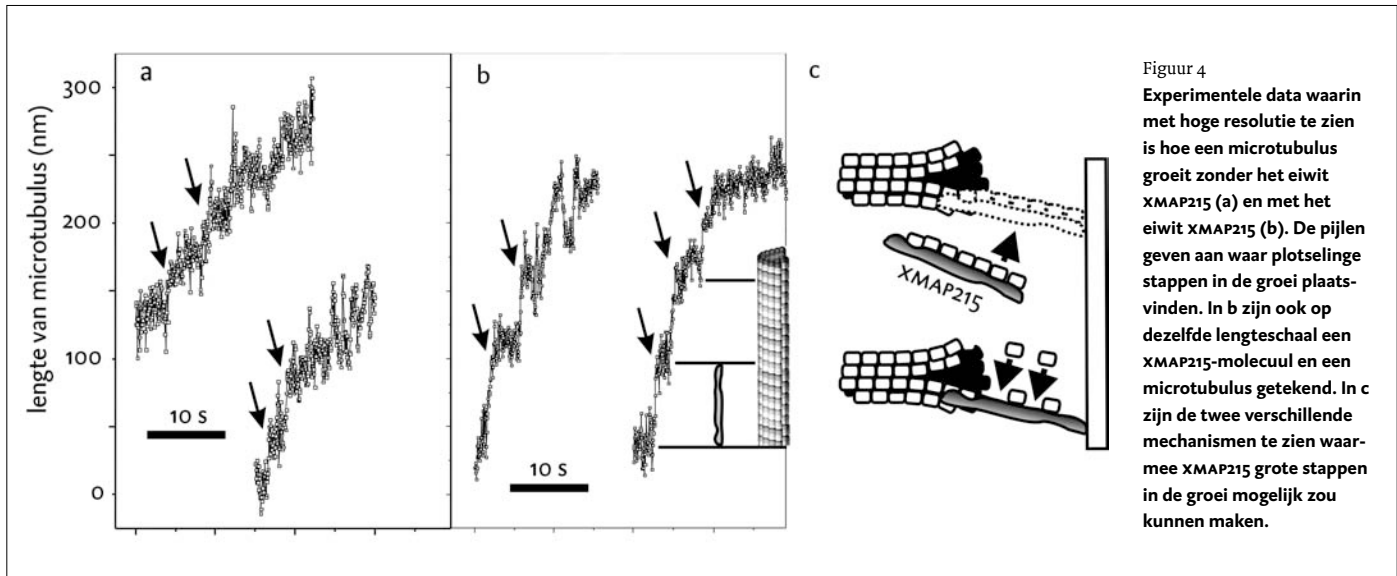 a
b
c
lengte van microtubulus (nm)
300
200
100
0
10 S
10 S
XMAP215
Figuur 4
Experimentele data waarin
met hoge resolutie te zien
is hoe een microtubulus
groeit zonder het eiwit
XMAP215 (a) en met het
eiwit XMAP215 (b). De pijlen
geven aan waar plotselinge
stappen in de groei plaats-
vinden. In b zijn ook op
dezelfde lengteschaal een
XMAP215-molecuul en een
microtubulus getekend. In c
zijn de twee verschillende
mechanismen te zien waar-
mee XMAP215 grote stappen
in de groei mogelijk zou
kunnen maken.